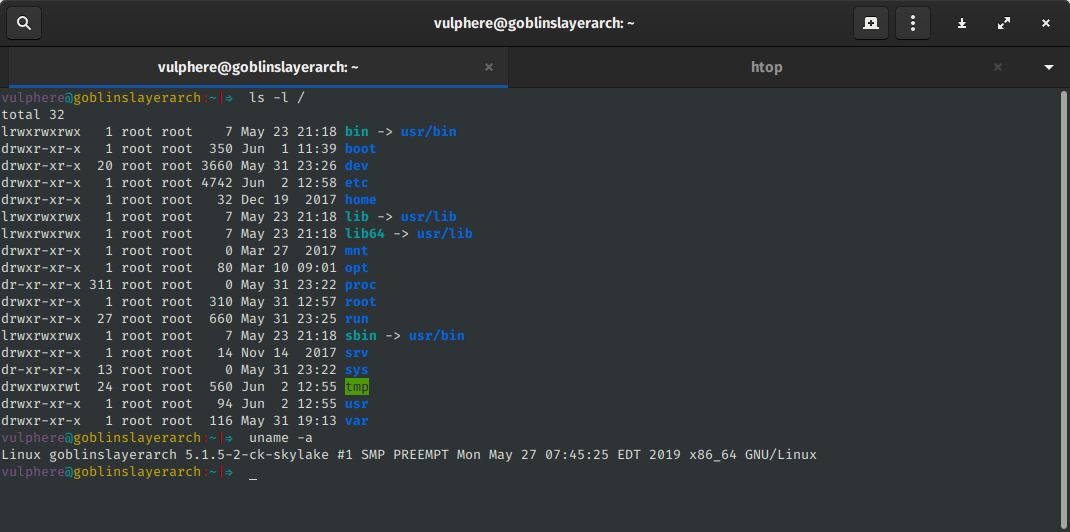 vulphere@goblinslayerarch: ~
vulphere@goblinslayerarch: ~ htop
vulphere@goblinslayerarch:~|⇒  ls -l /
total 32
lrwxrwxrwx   1 root root    7 May 23 21:18 bin -> usr/bin
drwxr-xr-x   1 root root  350 Jun  1 11:39 boot
drwxr-xr-x  20 root root 3660 May 31 23:26 dev
drwxr-xr-x   1 root root 4742 Jun  2 12:58 etc
drwxr-xr-x   1 root root   32 Dec 19  2017 home
lrwxrwxrwx   1 root root    7 May 23 21:18 lib -> usr/lib
lrwxrwxrwx   1 root root    7 May 23 21:18 lib64 -> usr/lib
drwxr-xr-x   1 root root    0 Mar 27  2017 mnt
drwxr-xr-x   1 root root   80 Mar 10 09:01 opt
dr-xr-xr-x 311 root root    0 May 31 23:22 proc
drwxr-xr-x   1 root root  310 May 31 12:57 root
drwxr-xr-x  27 root root  660 May 31 23:25 run
lrwxrwxrwx   1 root root    7 May 23 21:18 sbin -> usr/bin
drwxr-xr-x   1 root root   14 Nov 14  2017 srv
dr-xr-xr-x  13 root root    0 May 31 23:22 sys
drwxrwxrwt  24 root root  560 Jun  2 12:55 tmp
drwxr-xr-x   1 root root   94 Jun  2 12:55 usr
drwxr-xr-x   1 root root  116 May 31 19:13 var
vulphere@goblinslayerarch:~|⇒  uname -a
Linux goblinslayerarch 5.1.5-2-ck-skylake #1 SMP PREEMPT Mon May 27 07:45:25 EDT 2019 x86_64 GNU/Linux
vulphere@goblinslayerarch:~|⇒  _